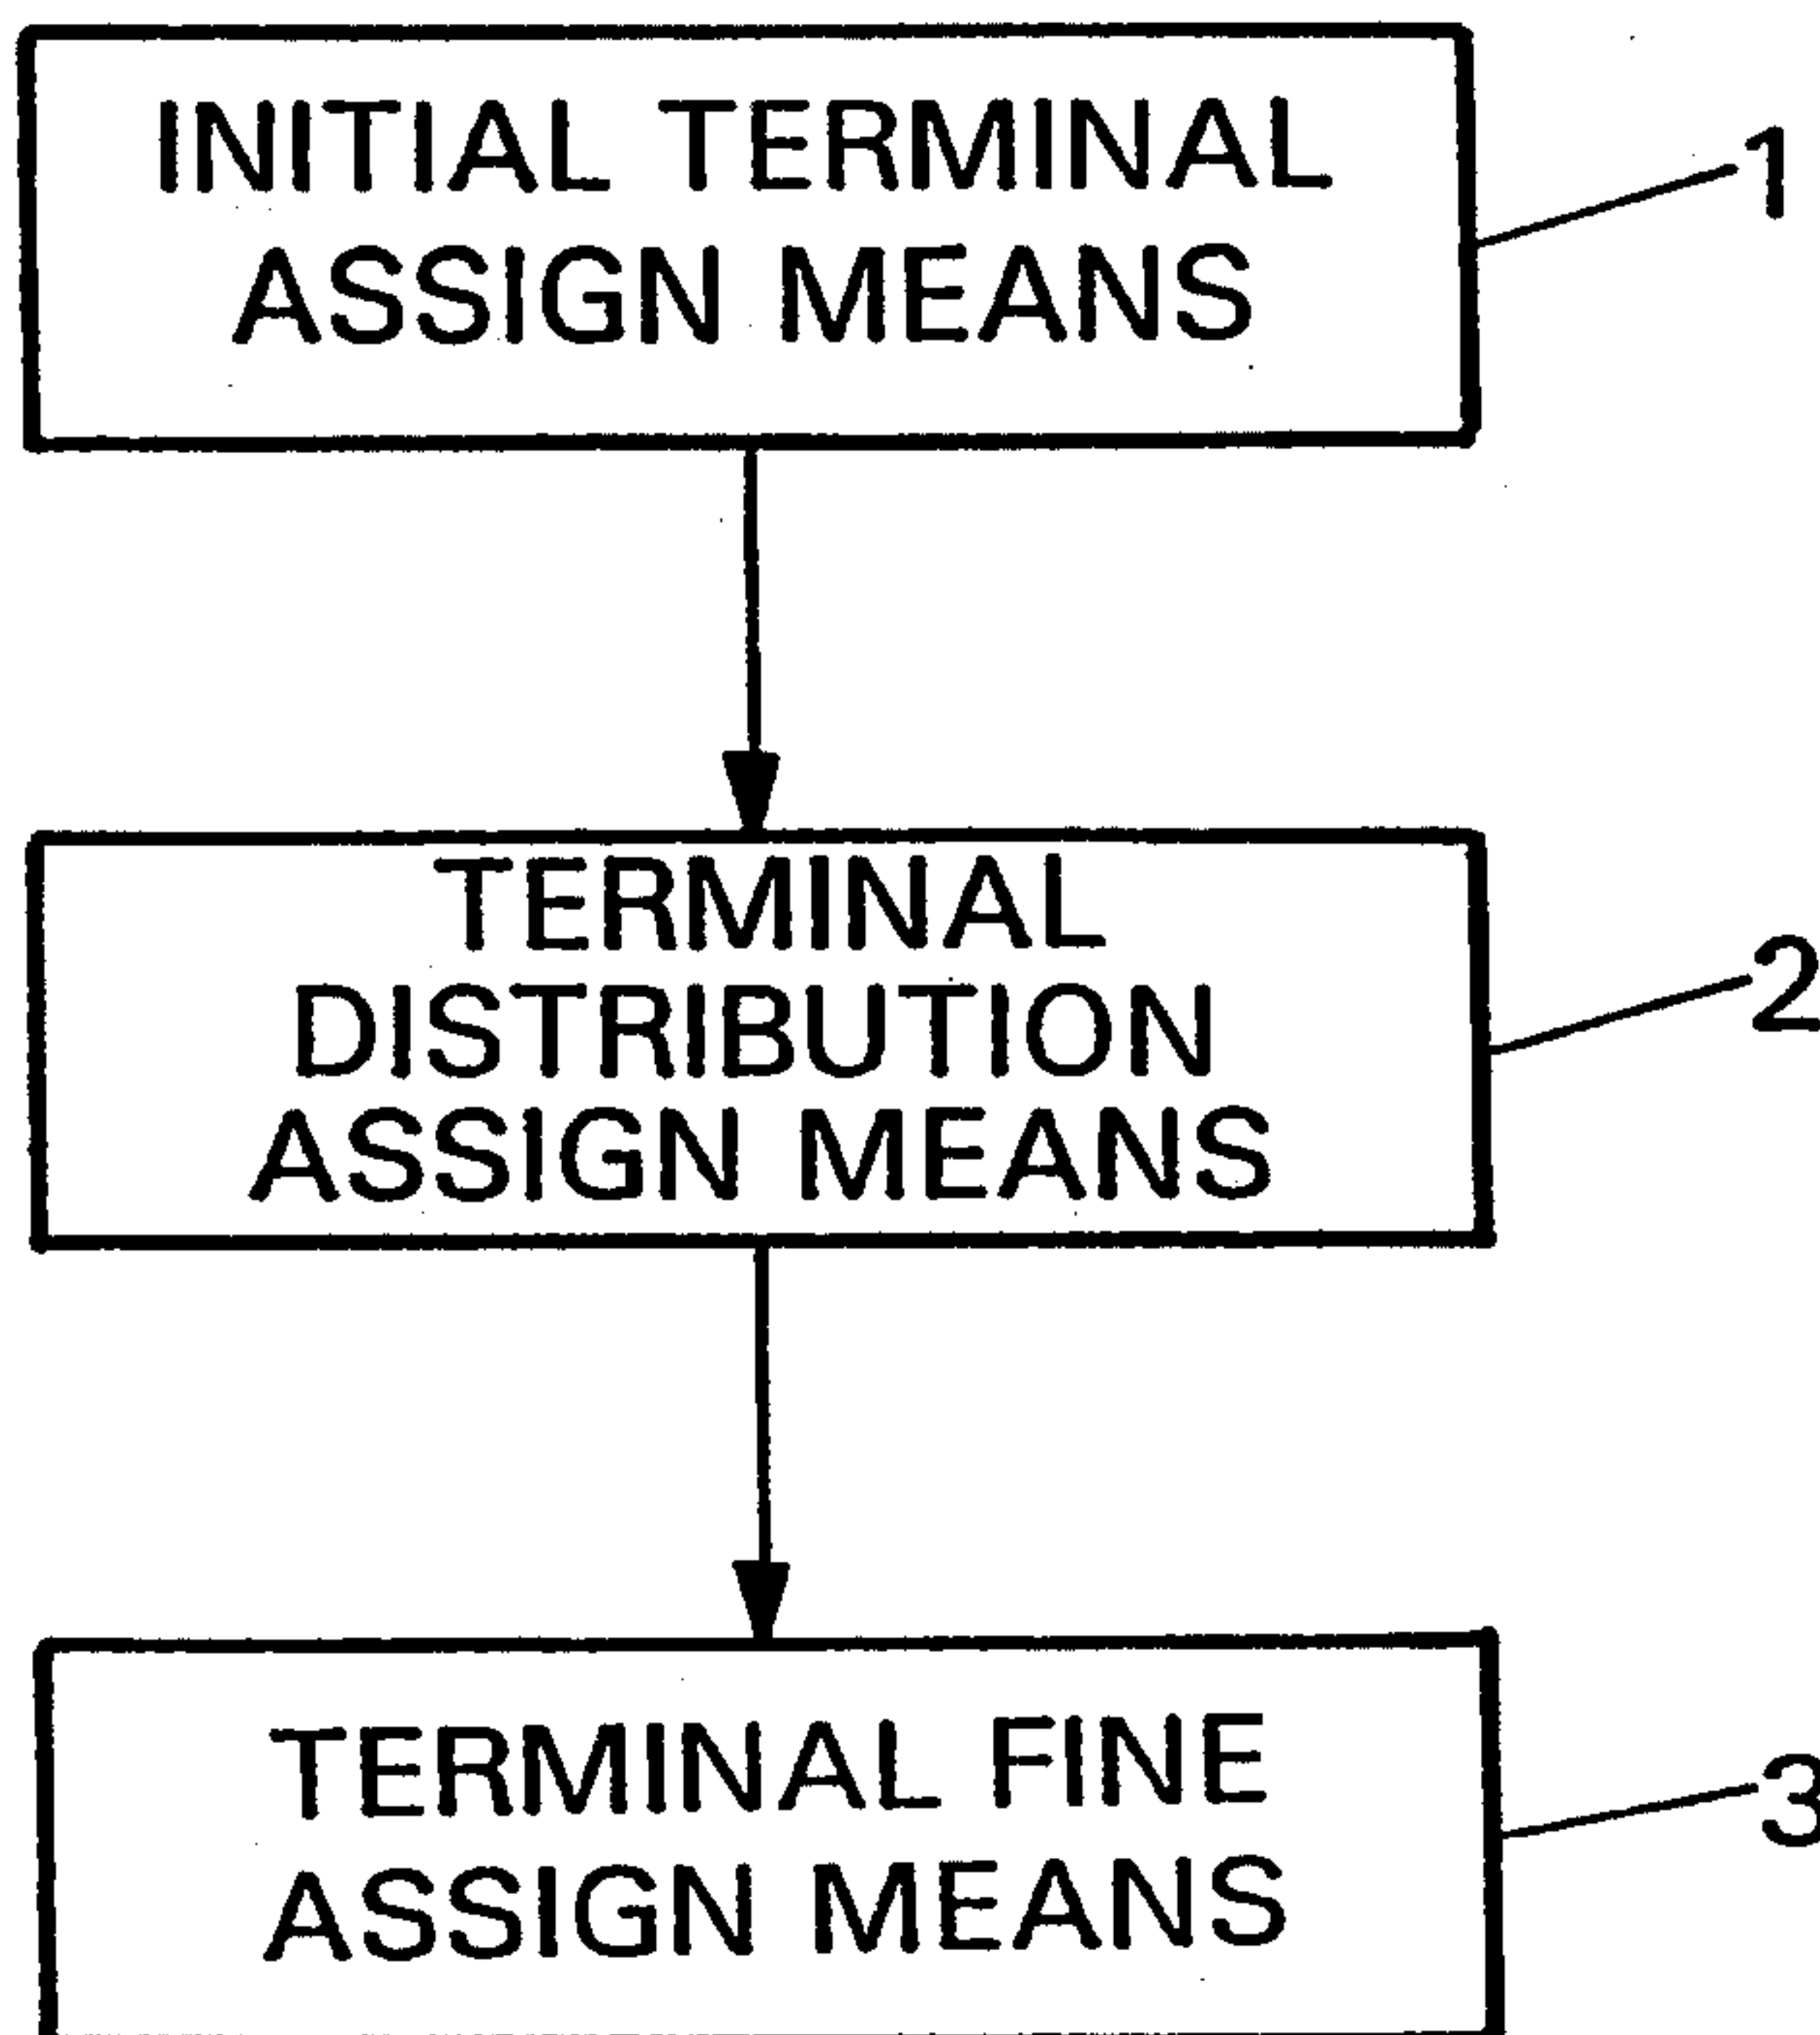 INITIAL TERMINAL
ASSIGN MEANS
1
TERMINAL
DISTRIBUTION
ASSIGN MEANS
2
TERMINAL FINE
ASSIGN MEANS
3